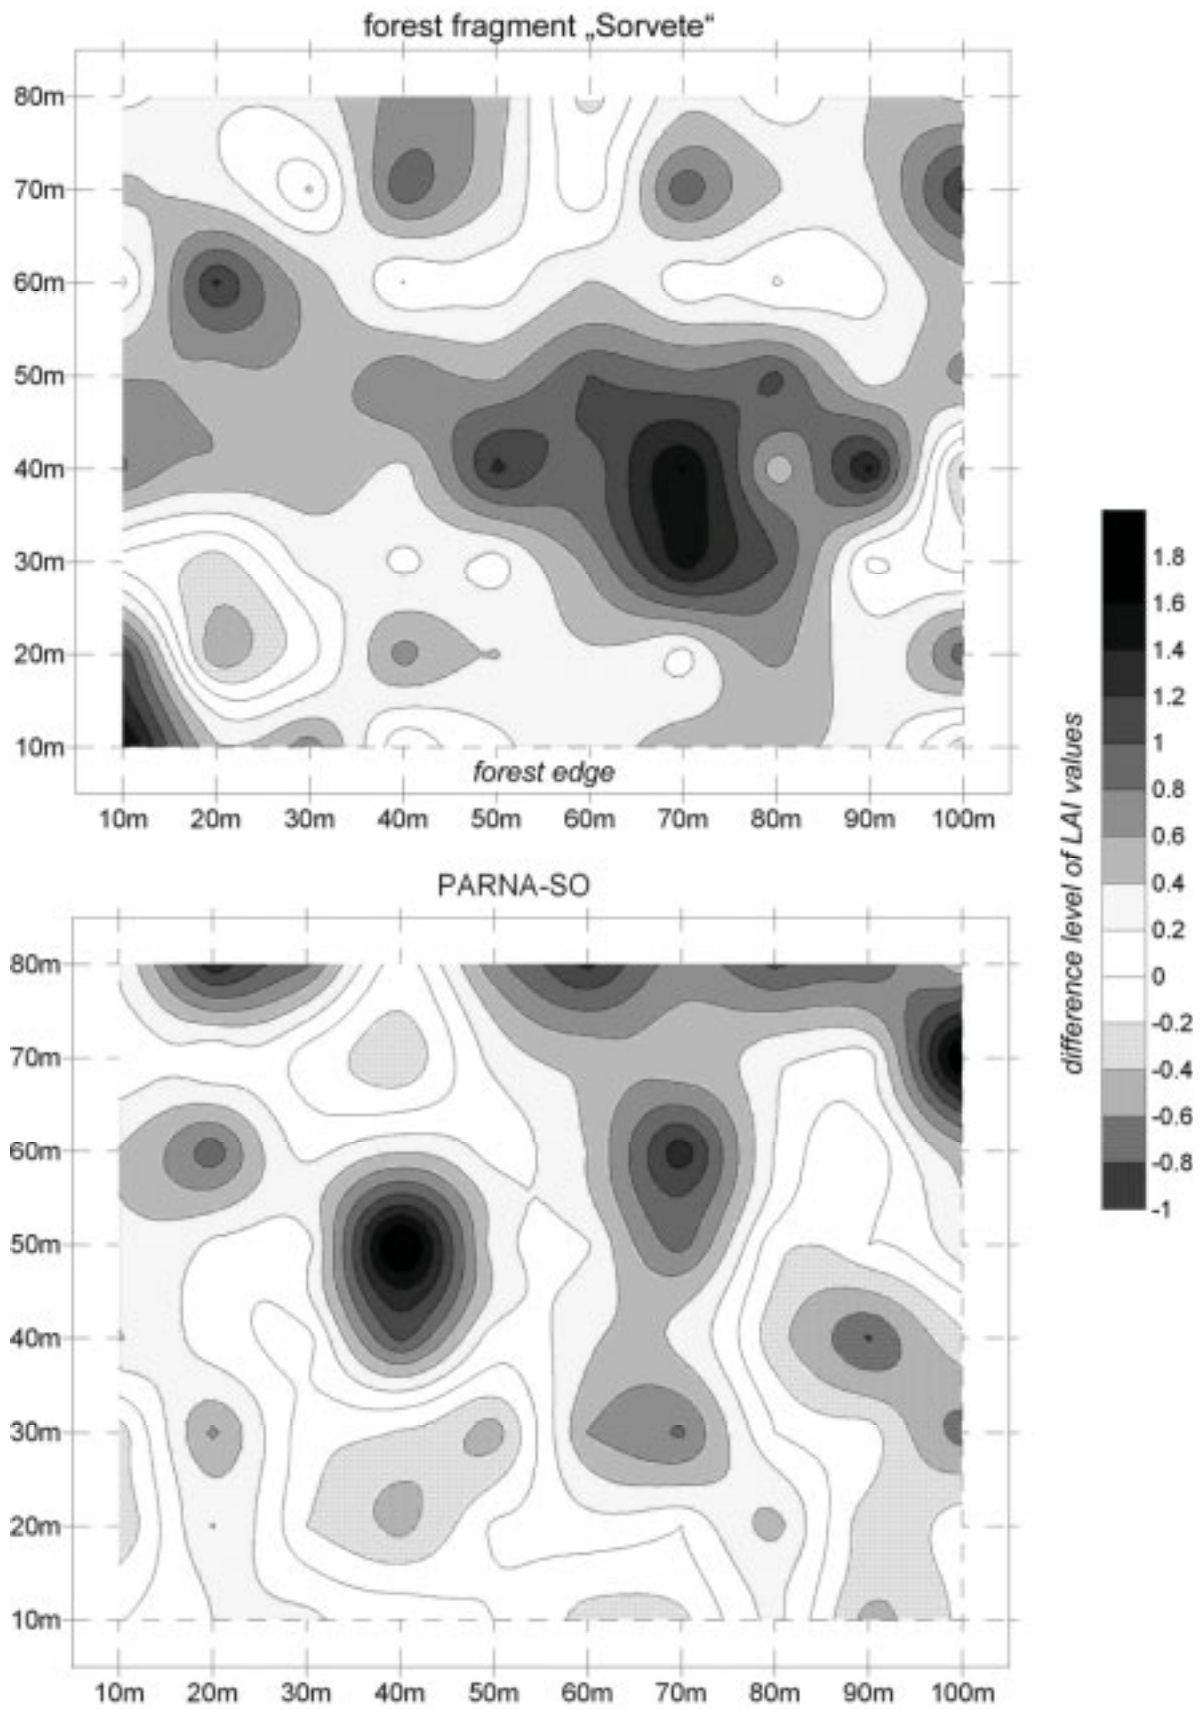 forest fragment „Sorvete“
80m
70m
60m
50m
40m
30m
20m
10m
forest edge
10m 20m 30m 40m 50m 60m 70m 80m 90m 100m
PARNA-SO
80m
70m
60m
50m
40m
30m
20m
10m
10m 20m 30m 40m 50m 60m 70m 80m 90m 100m
difference level of LAI values
1.8
1.6
1.4
1.2
1
0.8
0.6
0.4
0.2
0
-0.2
-0.4
-0.6
-0.8
-1